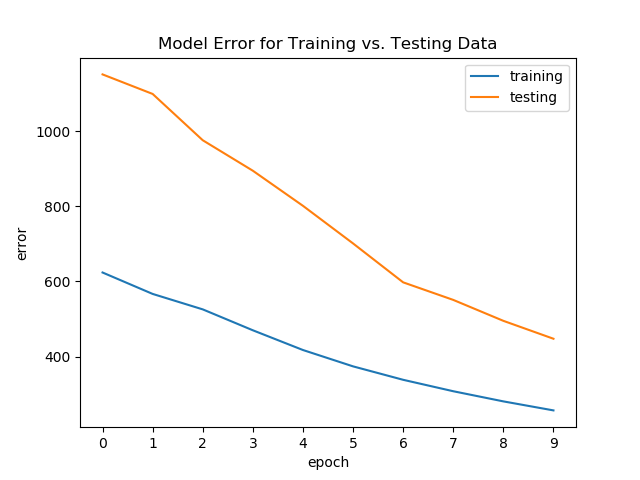 Model Error for Training vs. Testing Data
training
testing
1000
800
600
400
error
0 1 2 3 4 5 6 7 8 9
epoch